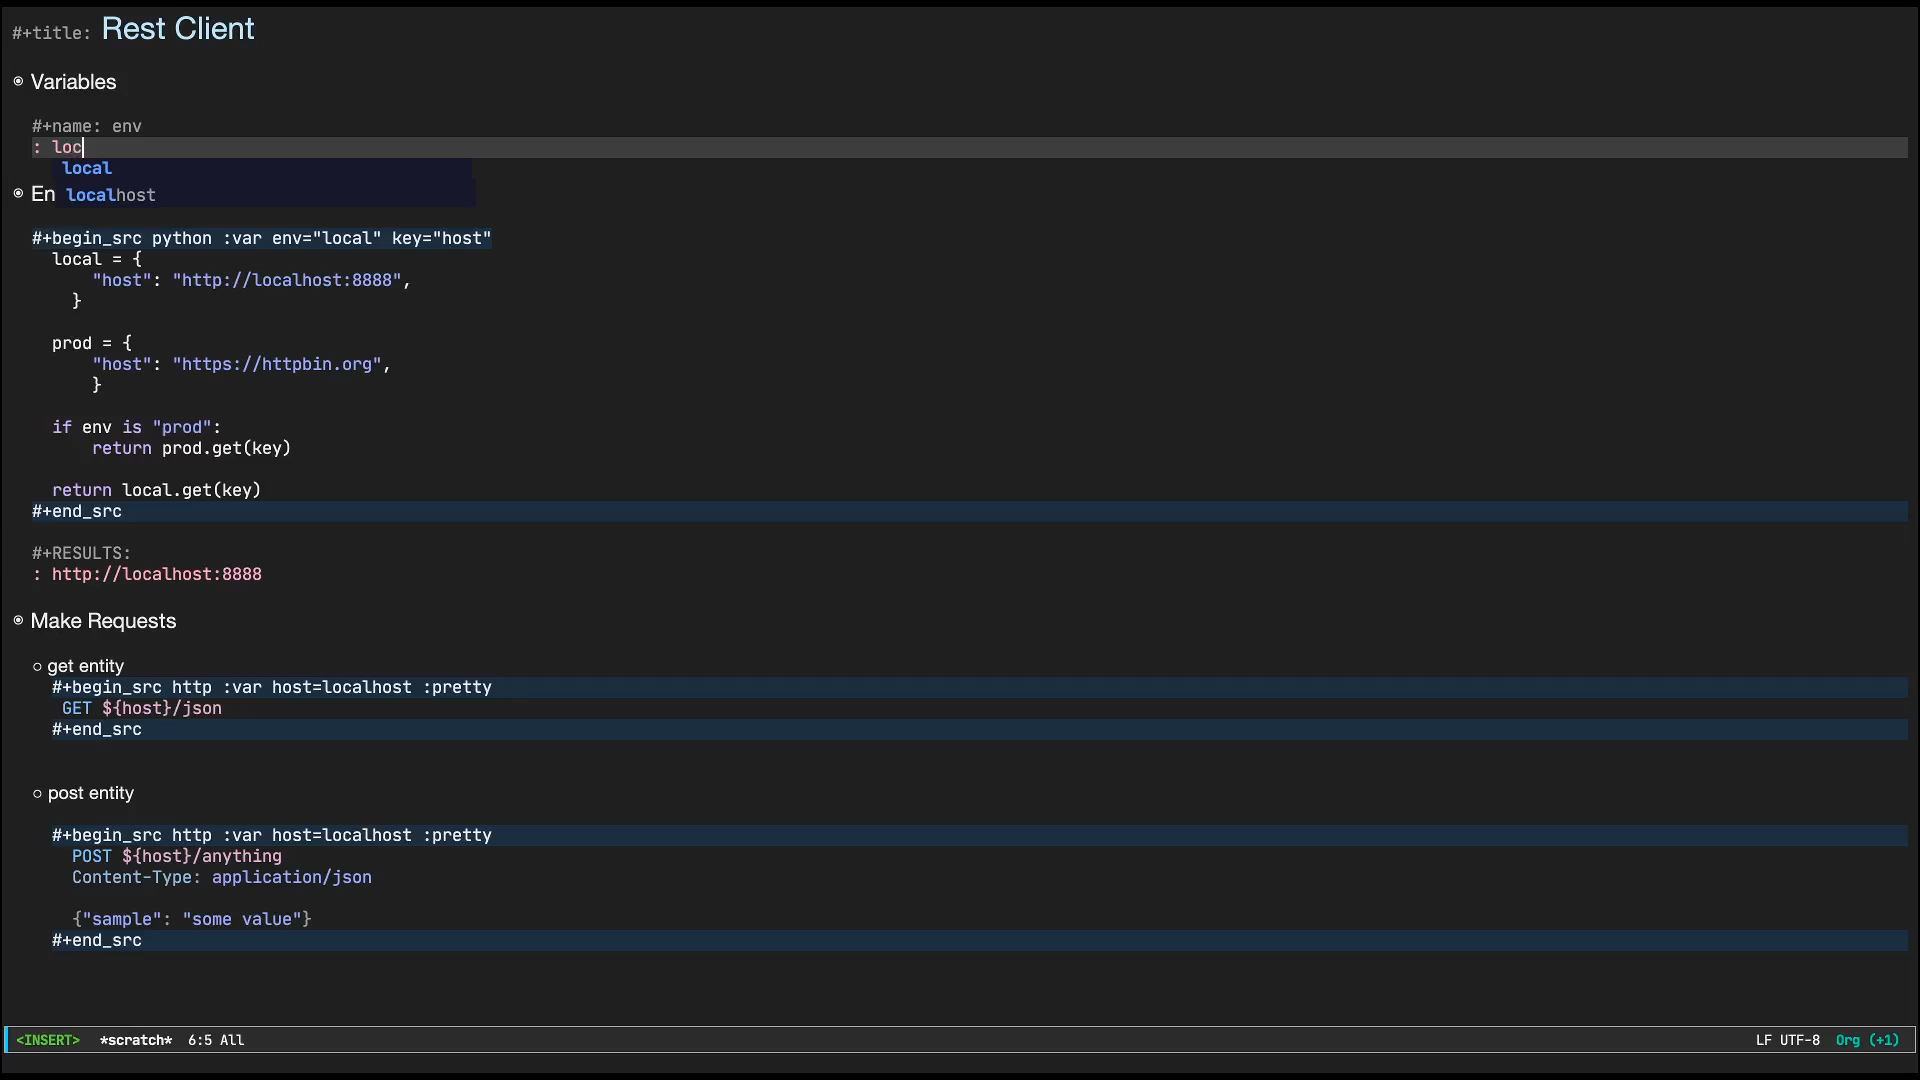 #+title: Rest Client
Variables
#+name: env
: loc
local
En localhost
#+begin_src python :var env="local" key="host"
local = {
"host": "http://localhost:8888",
}
prod = {
"host": "https://httpbin.org",
}
if env is "prod":
return prod.get(key)
return local.get(key)
#+end_src
#+RESULTS:
: http://localhost:8888
Make Requests
get entity
#+begin_src http :var host=localhost :pretty
GET ${host}/json
#+end_src
post entity
#+begin_src http :var host=localhost :pretty
POST ${host}/anything
Content-Type: application/json
{"sample": "some value"}
#+end_src
<INSERT> *scratch* 6:5 All LF UTF-8 Org (+1)